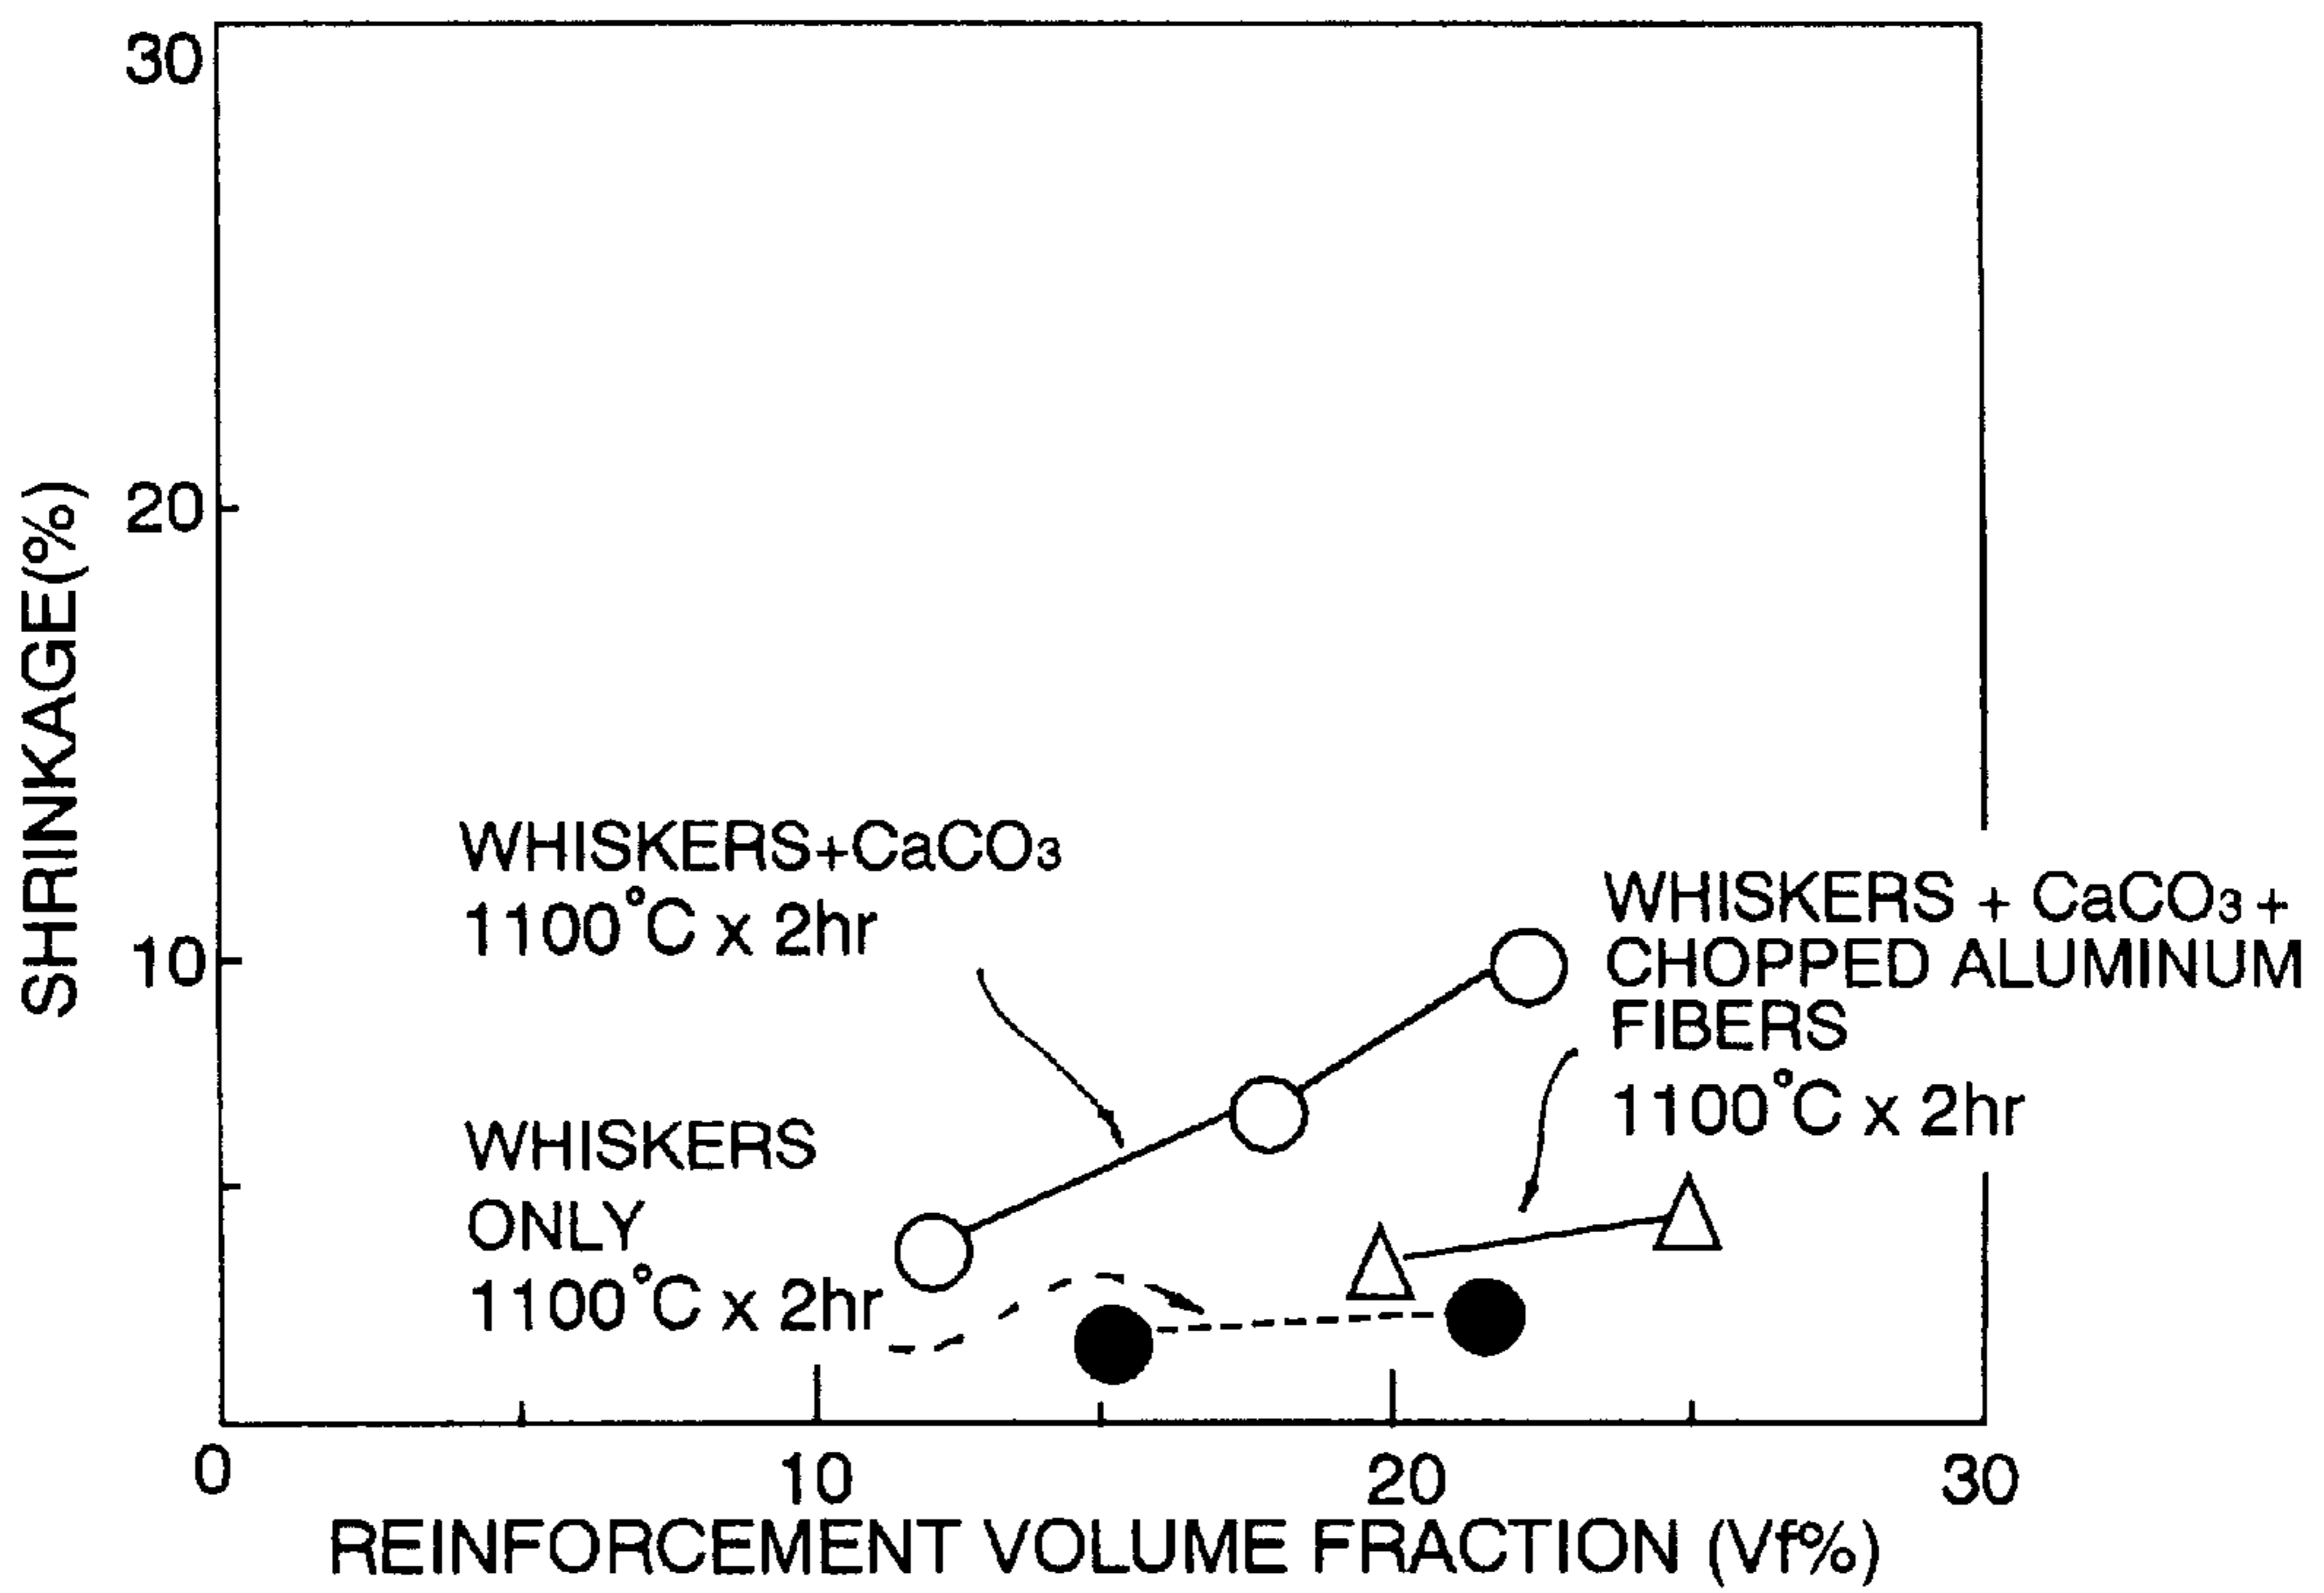 30
20
10
SHRINKAGE(%)
WHISKERS+CaCO₃
1100°C x 2hr
WHISKERS + CaCO₃ +
CHOPPED ALUMINUM
FIBERS
1100°C x 2hr
WHISKERS
ONLY
1100°C x 2hr
0
10
20
30
REINFORCEMENT VOLUME FRACTION (Vf%)